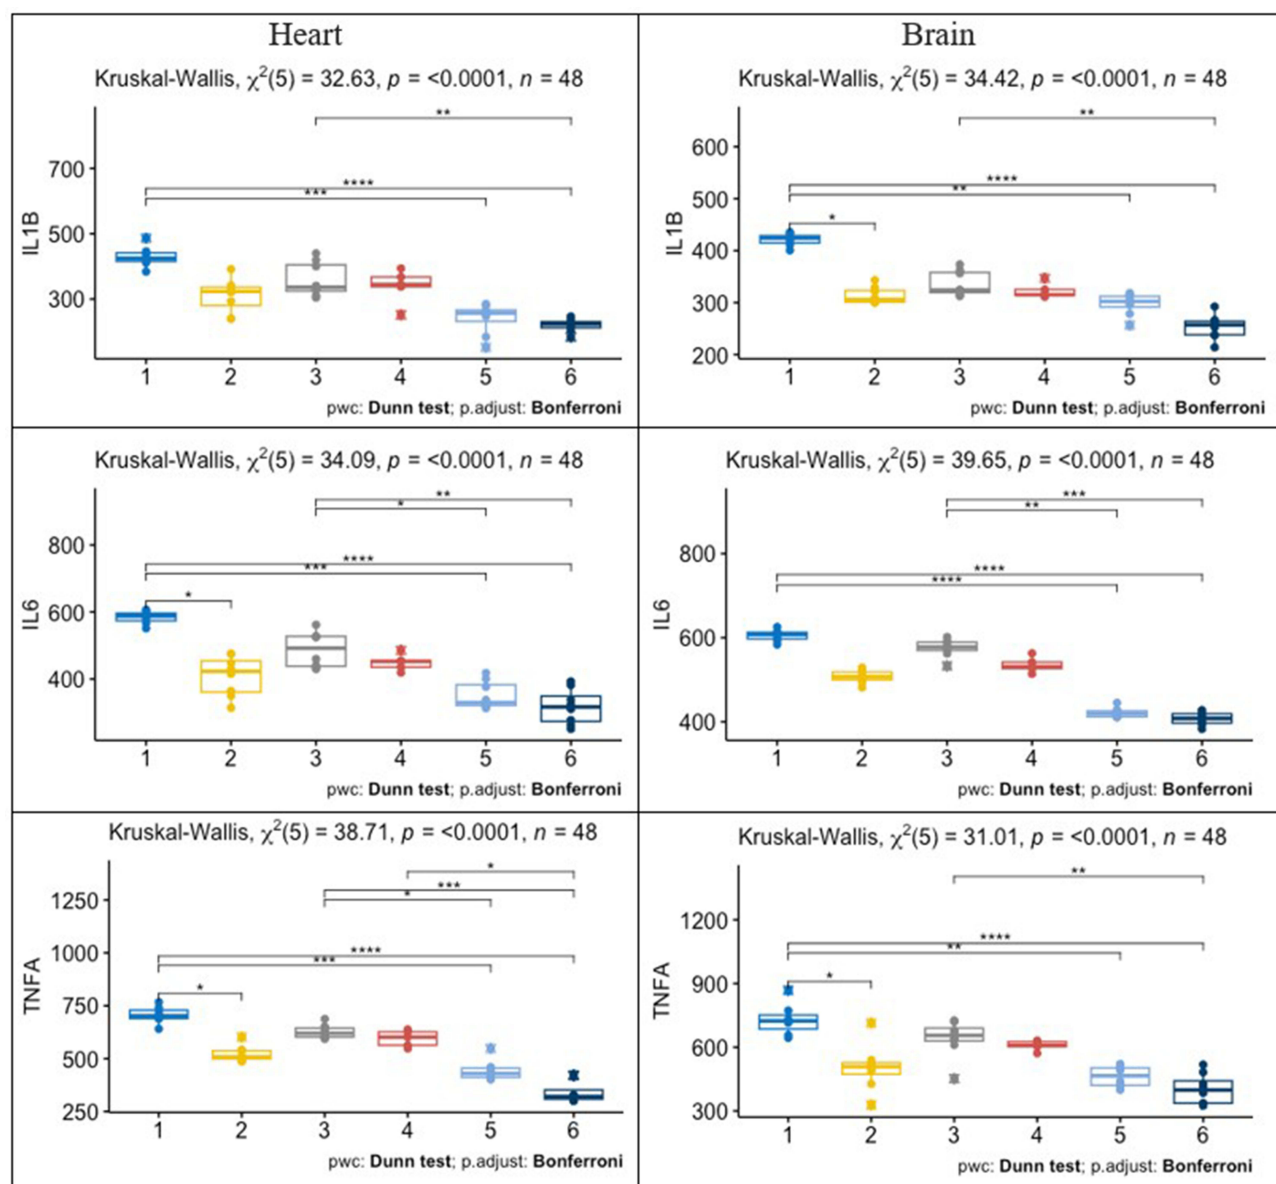 Heart
Brain
Kruskal-Wallis, χ²(5) = 32.63, p = <0.0001, n = 48
**
****
***
700
500
300
IL1B
1 2 3 4 5 6
pwc: Dunn test; p.adjust: Bonferroni
Kruskal-Wallis, χ²(5) = 34.42, p = <0.0001, n = 48
**
****
**
*
600
500
400
300
200
IL1B
1 2 3 4 5 6
pwc: Dunn test; p.adjust: Bonferroni
Kruskal-Wallis, χ²(5) = 34.09, p = <0.0001, n = 48
**
*
****
***
*
800
600
400
IL6
1 2 3 4 5 6
pwc: Dunn test; p.adjust: Bonferroni
Kruskal-Wallis, χ²(5) = 39.65, p = <0.0001, n = 48
***
**
****
****
800
600
400
IL6
1 2 3 4 5 6
pwc: Dunn test; p.adjust: Bonferroni
Kruskal-Wallis, χ²(5) = 38.71, p = <0.0001, n = 48
*
***
*
****
***
*
1250
1000
750
500
250
TNFA
1 2 3 4 5 6
pwc: Dunn test; p.adjust: Bonferroni
Kruskal-Wallis, χ²(5) = 31.01, p = <0.0001, n = 48
**
****
**
*
1200
900
600
300
TNFA
1 2 3 4 5 6
pwc: Dunn test; p.adjust: Bonferroni